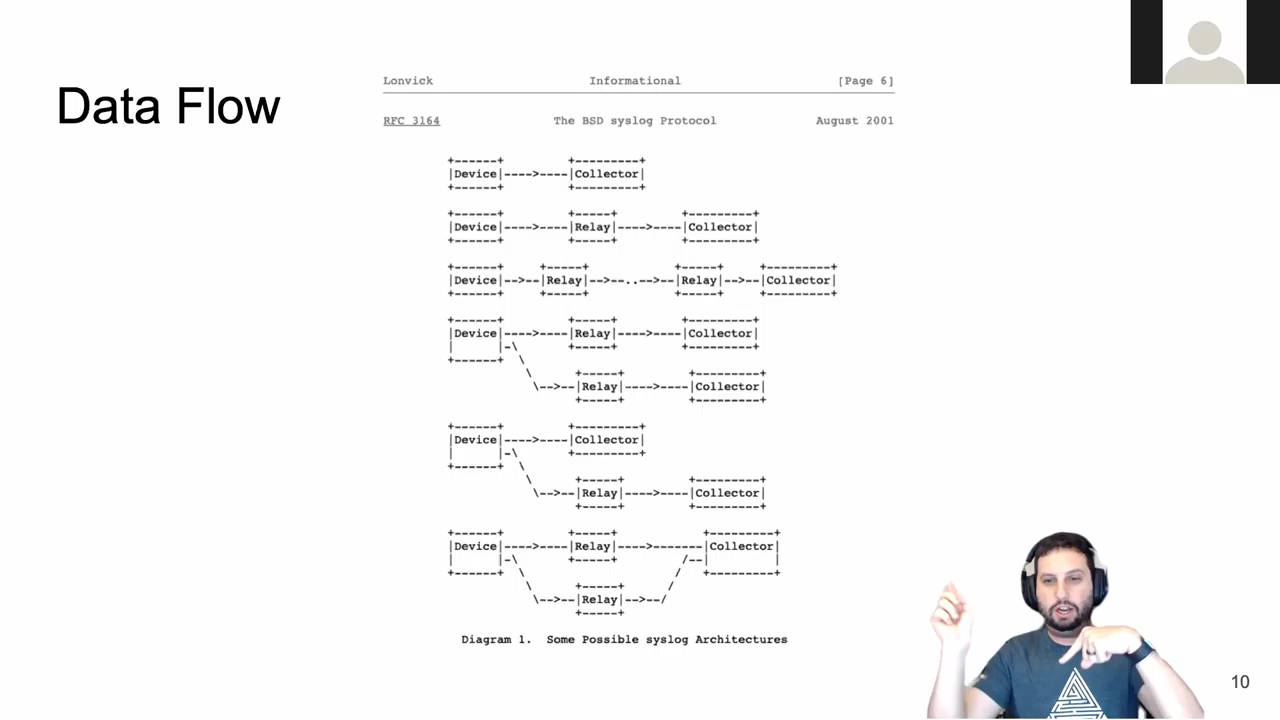 Data Flow
Lonvick Informational [Page 6]
RFC 3164 The BSD syslog Protocol August 2001
+------+ +---------+
|Device|---->----|Collector|
+------+ +---------+
+------+ +-----+ +---------+
|Device|---->----|Relay|---->----|Collector|
+------+ +-----+ +---------+
+------+ +-----+ +-----+ +---------+
|Device|-->--|Relay|-->--..-->--|Relay|-->--|Collector|
+------+ +-----+ +-----+ +---------+
+------+ +-----+ +---------+
|Device|---->----|Relay|---->----|Collector|
| |-\ +-----+ +---------+
+------+ \
\ +-----+ +---------+
\-->--|Relay|---->----|Collector|
+-----+ +---------+
+------+ +---------+
|Device|---->----|Collector|
| |-\ +---------+
+------+ \
\ +-----+ +---------+
\-->--|Relay|---->----|Collector|
+-----+ +---------+
+------+ +-----+ +---------+
|Device|---->----|Relay|---->-------|Collector|
| |-\ +-----+ /--| |
+------+ \ / +---------+
\ +-----+ /
\-->--|Relay|-->--/
+-----+
Diagram 1. Some Possible syslog Architectures
10